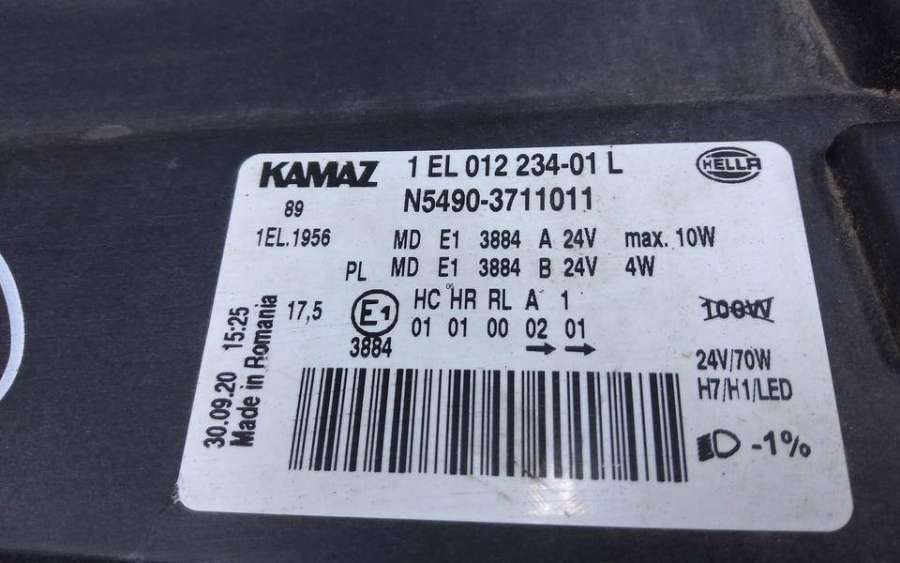 KAMAZ
1 EL 012 234-01 L
HELLA
89
N5490-3711011
1EL.1956
MD E1 3884 A 24V max. 10W
PL MD E1 3884 B 24V 4W
17,5
E1
3884
HC HR RL A 1
01 01 00 02 01
100W
24V/70W
H7/H1/LED
-1%
30.09.20 15:25
Made in Romania